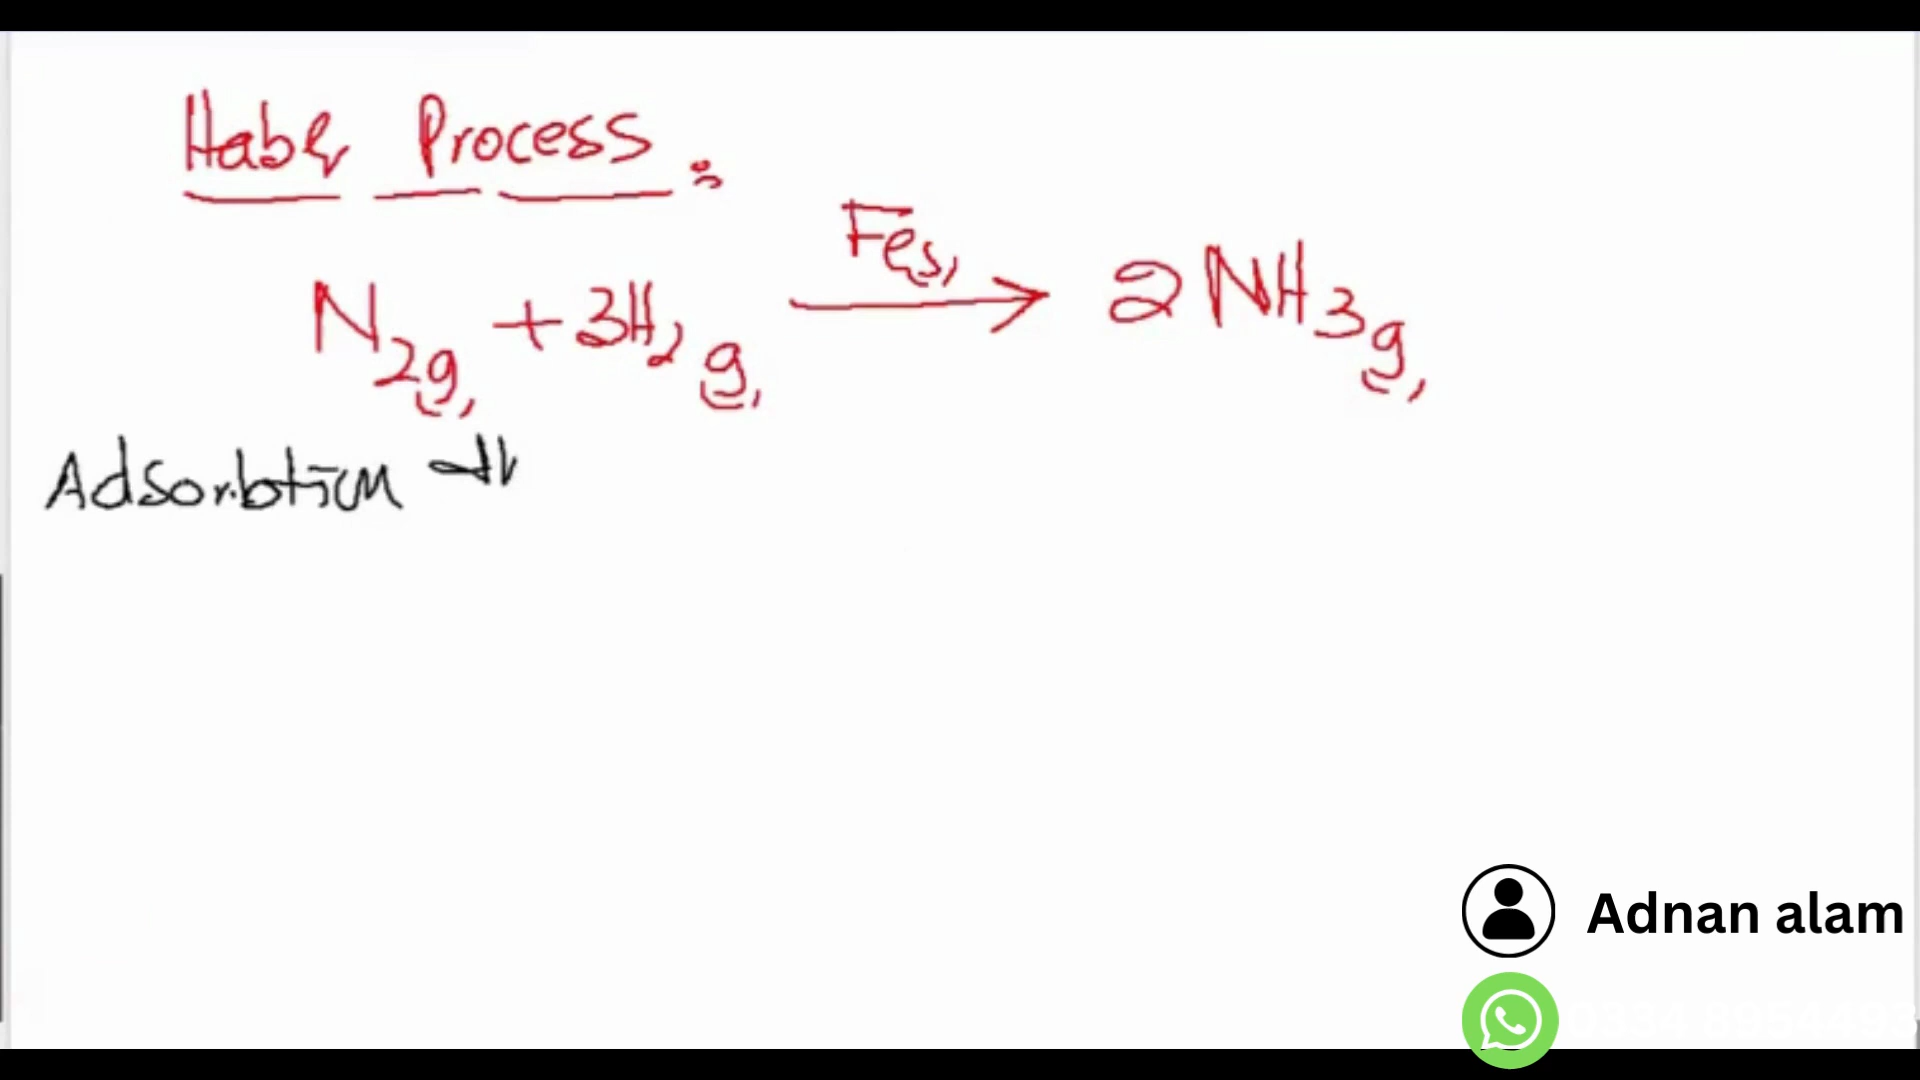 Haber Process :
Fe(s)
N2(g) + 3H2(g) → 2NH3(g)
Adsorbtion
Adnan alam